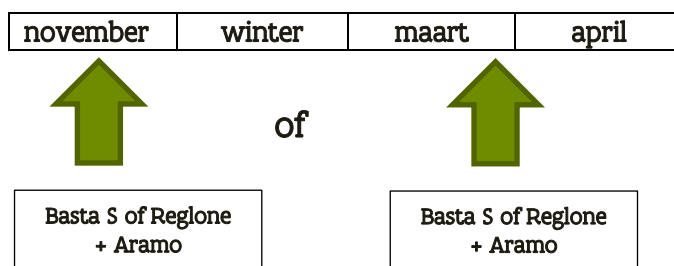 november winter maart april
of
Basta S of Reglone
+ Aramo
Basta S of Reglone
+ Aramo